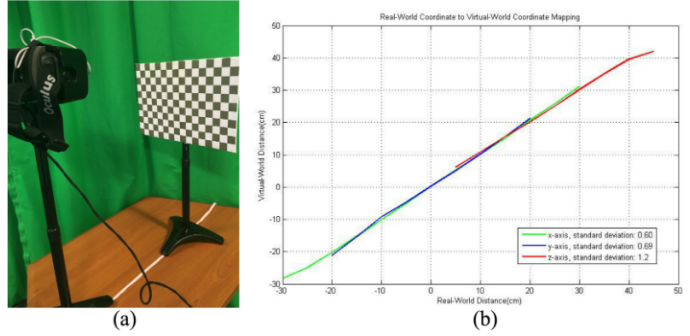 oculus
(a)
Real-World Coordinate to Virtual-World Coordinate Mapping
Virtual-World Distance(cm)
50
40
30
20
10
0
-10
-20
-30
-30
-20
-10
0
10
20
30
40
50
x-axis, standard deviation: 0.60
y-axis, standard deviation: 0.69
z-axis, standard deviation: 1.2
Real-World Distance(cm)
(b)